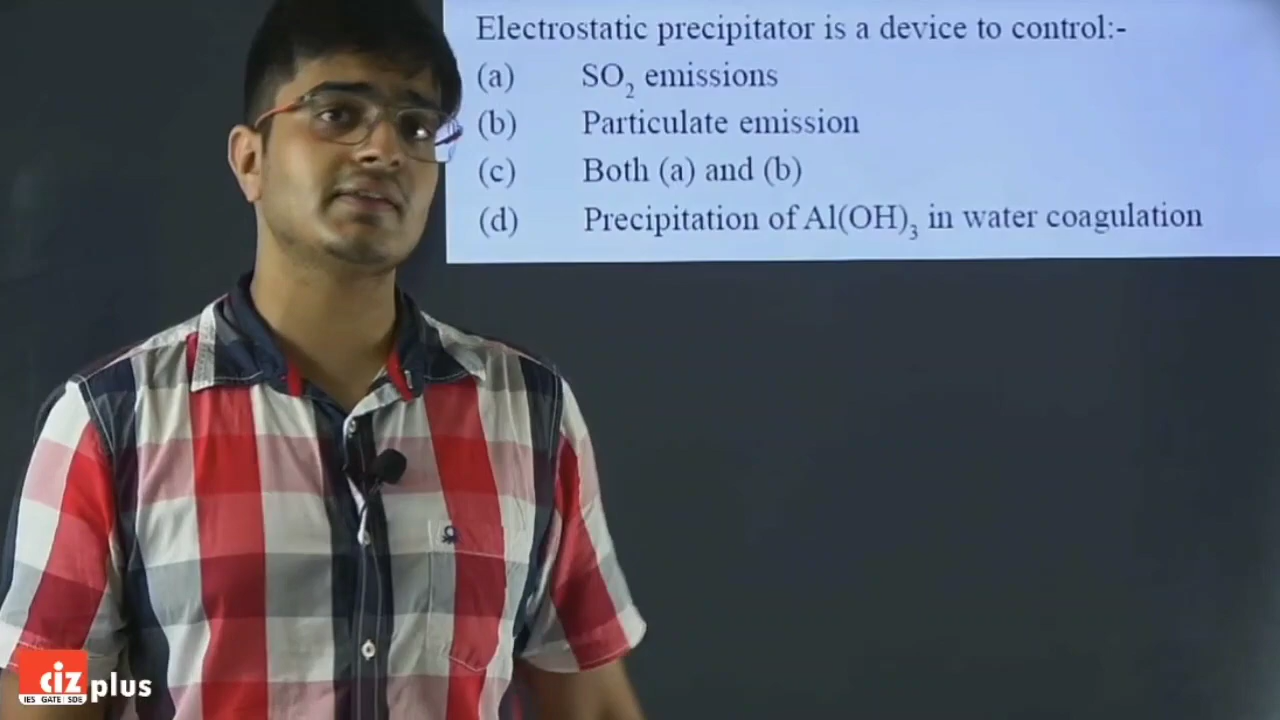 Electrostatic precipitator is a device to control:-
(a) SO₂ emissions
(b) Particulate emission
(c) Both (a) and (b)
(d) Precipitation of Al(OH)₃ in water coagulation
ciz plus
IES GATE SDE